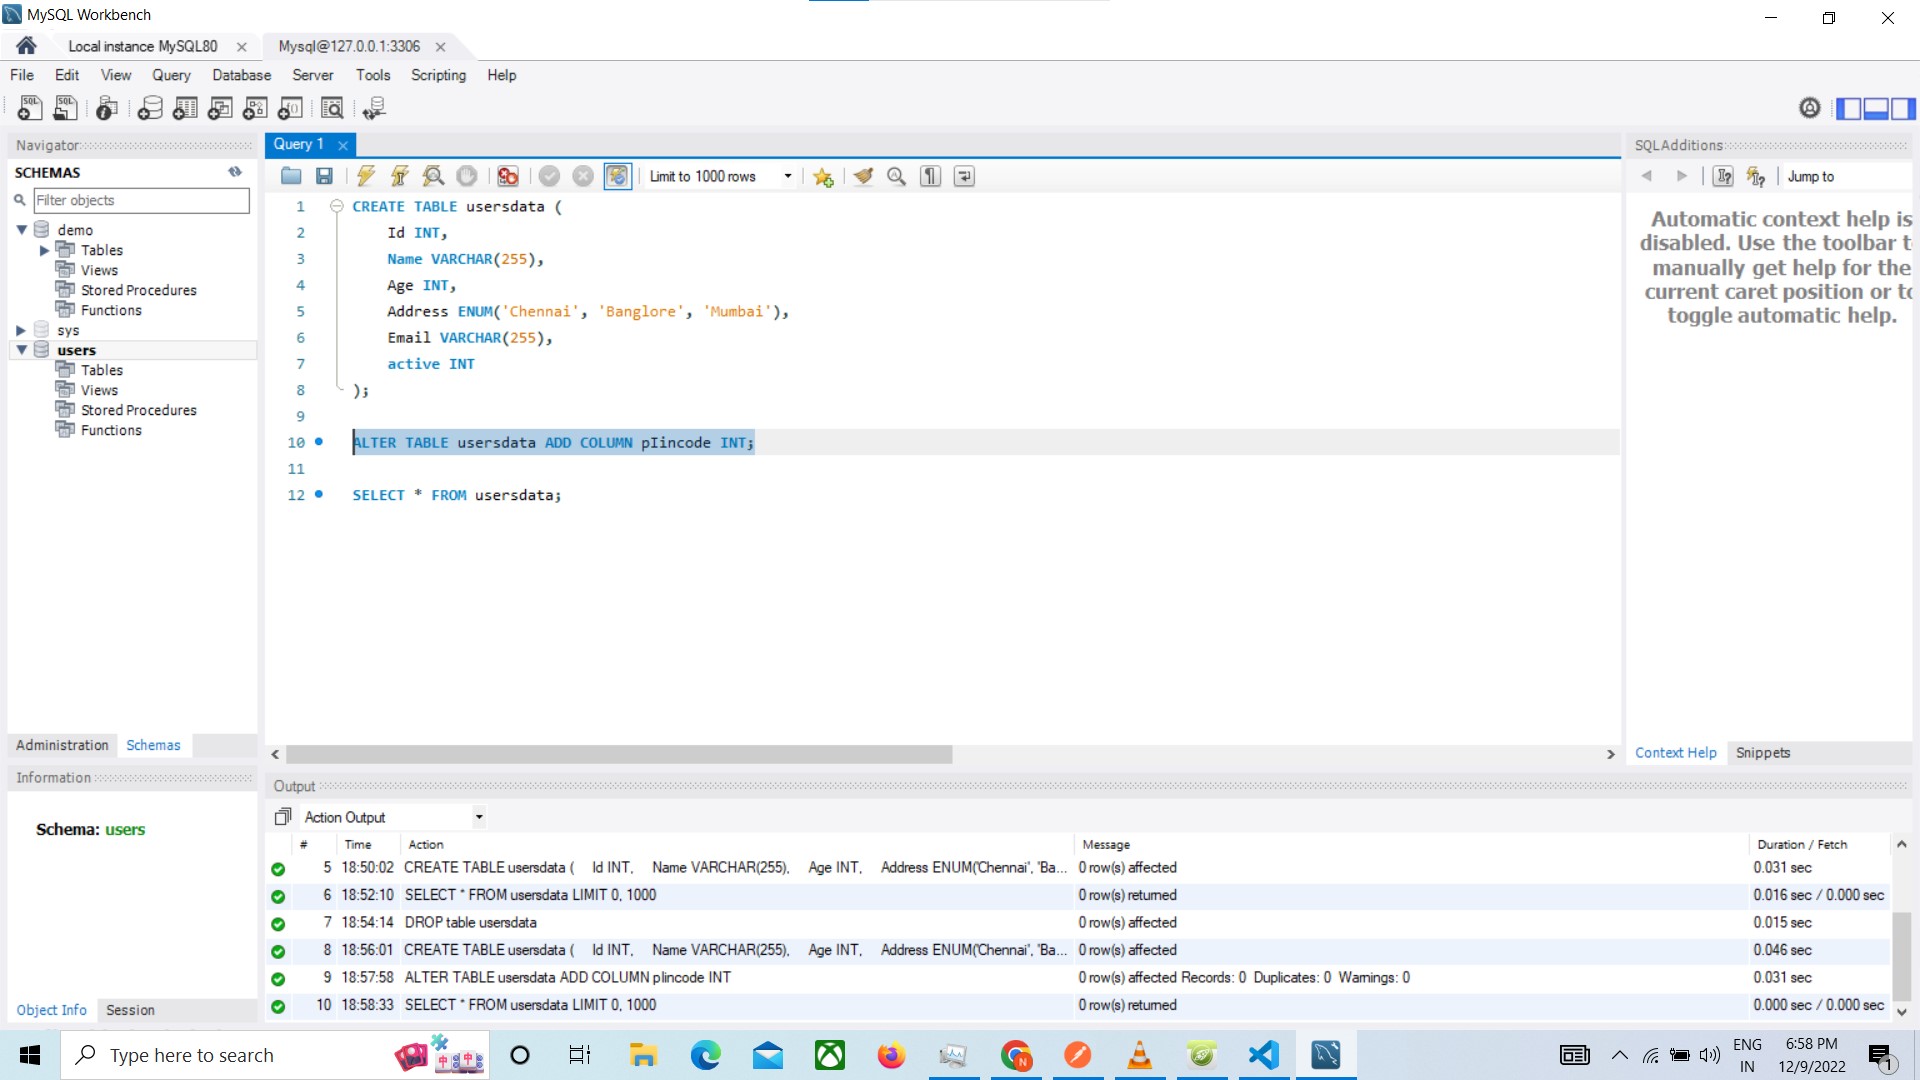 MySQL Workbench
Local instance MySQL80
Mysql@127.0.0.1:3306
File Edit View Query Database Server Tools Scripting Help
Navigator
SCHEMAS
Filter objects
demo
Tables
Views
Stored Procedures
Functions
sys
users
Tables
Views
Stored Procedures
Functions
Administration Schemas
Information
Schema: users
Object Info Session
Query 1
Limit to 1000 rows
1 CREATE TABLE usersdata (
2 Id INT,
3 Name VARCHAR(255),
4 Age INT,
5 Address ENUM('Chennai', 'Banglore', 'Mumbai'),
6 Email VARCHAR(255),
7 active INT
8 );
9
10 ALTER TABLE usersdata ADD COLUMN pIincode INT;
11
12 SELECT * FROM usersdata;
SQLAdditions
Jump to
Automatic context help is
disabled. Use the toolbar t
manually get help for the
current caret position or to
toggle automatic help.
Context Help Snippets
Output
Action Output
# Time Action Message Duration / Fetch
5 18:50:02 CREATE TABLE usersdata ( Id INT, Name VARCHAR(255), Age INT, Address ENUM('Chennai', 'Ba... 0 row(s) affected 0.031 sec
6 18:52:10 SELECT * FROM usersdata LIMIT 0, 1000 0 row(s) returned 0.016 sec / 0.000 sec
7 18:54:14 DROP table usersdata 0 row(s) affected 0.015 sec
8 18:56:01 CREATE TABLE usersdata ( Id INT, Name VARCHAR(255), Age INT, Address ENUM('Chennai', 'Ba... 0 row(s) affected 0.046 sec
9 18:57:58 ALTER TABLE usersdata ADD COLUMN pIincode INT 0 row(s) affected Records: 0 Duplicates: 0 Warnings: 0 0.031 sec
10 18:58:33 SELECT * FROM usersdata LIMIT 0, 1000 0 row(s) returned 0.000 sec / 0.000 sec
Type here to search
ENG
IN
6:58 PM
12/9/2022
1